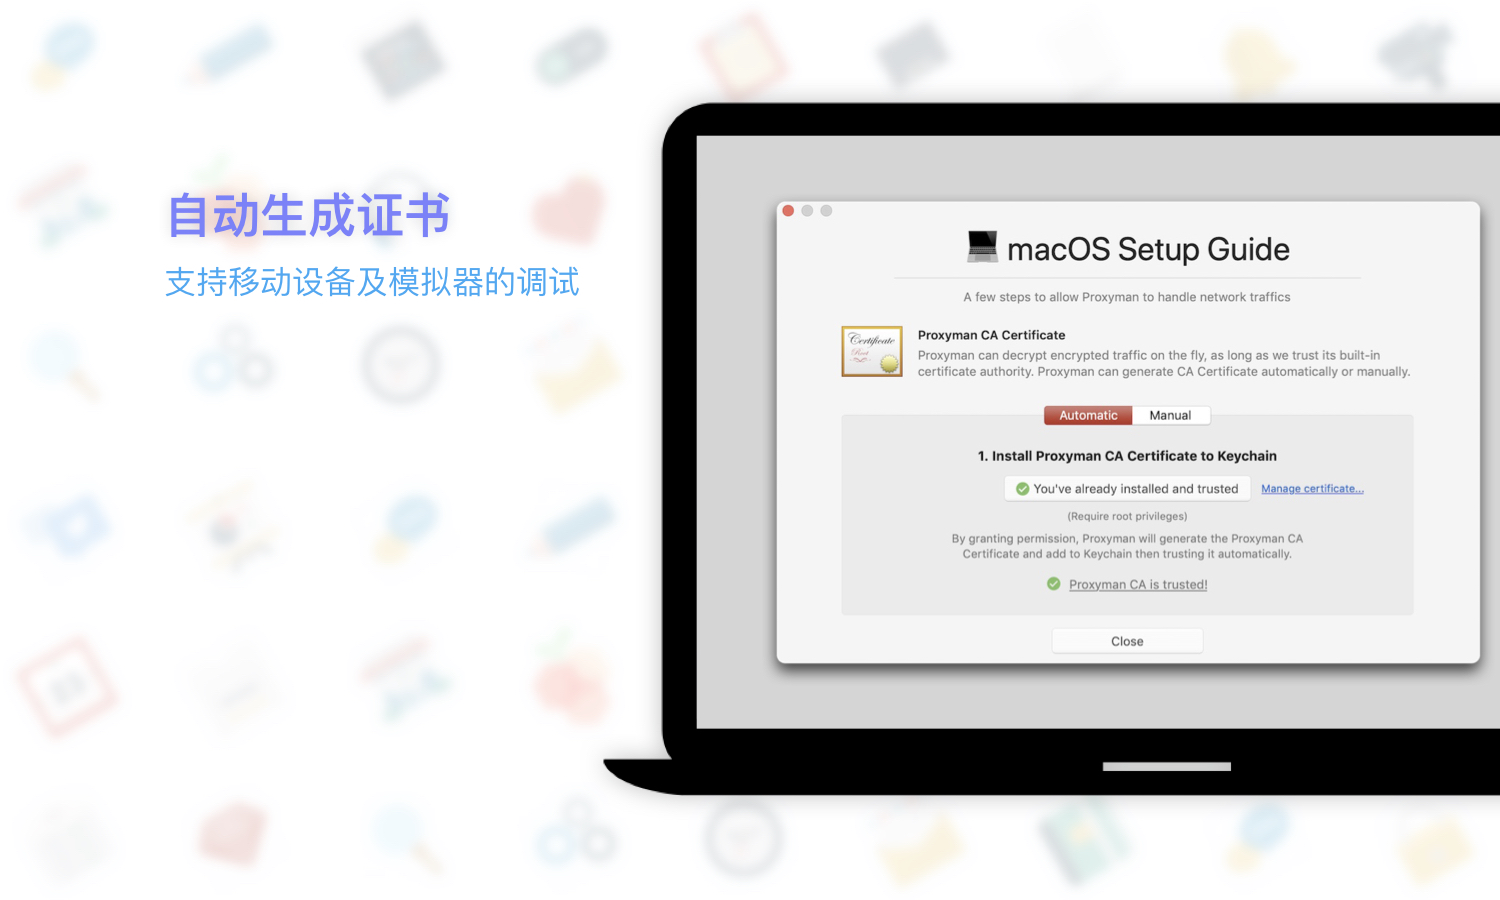 自动生成证书
支持移动设备及模拟器的调试
macOS Setup Guide
A few steps to allow Proxyman to handle network traffics
Certificate
Root
Proxyman CA Certificate
Proxyman can decrypt encrypted traffic on the fly, as long as we trust its built-in
certificate authority. Proxyman can generate CA Certificate automatically or manually.
Automatic Manual
1. Install Proxyman CA Certificate to Keychain
You've already installed and trusted Manage certificate...
(Require root privileges)
By granting permission, Proxyman will generate the Proxyman CA
Certificate and add to Keychain then trusting it automatically.
Proxyman CA is trusted!
Close